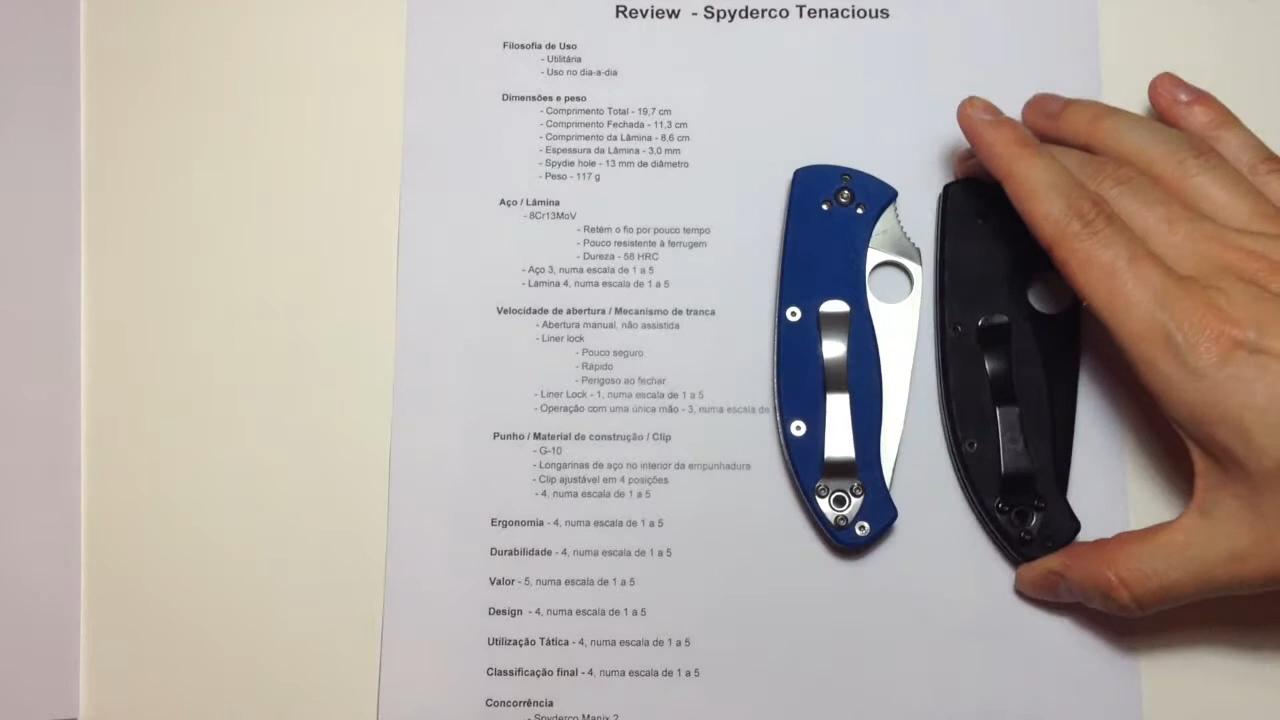 Review - Spyderco Tenacious
Filosofia de Uso
- Utilitária
- Uso no dia-a-dia
Dimensões e peso
- Comprimento Total - 19,7 cm
- Comprimento Fechada - 11,3 cm
- Comprimento da Lâmina - 8,6 cm
- Espessura da Lâmina - 3,0 mm
- Spydie hole - 13 mm de diâmetro
- Peso - 117 g
Aço / Lâmina
- 8Cr13MoV
- Retém o fio por pouco tempo
- Pouco resistente à ferrugem
- Dureza - 58 HRC
- Aço 3, numa escala de 1 a 5
- Lamina 4, numa escala de 1 a 5
Velocidade de abertura / Mecanismo de tranca
- Abertura manual, não assistida
- Liner lock
- Pouco seguro
- Rápido
- Perigoso ao fechar
- Liner Lock - 1, numa escala de 1 a 5
- Operação com uma única mão - 3, numa escala de
Punho / Material de construção / Clip
- G-10
- Longarinas de aço no interior da empunhadura
- Clip ajustável em 4 posições
- 4, numa escala de 1 a 5
Ergonomia - 4, numa escala de 1 a 5
Durabilidade - 4, numa escala de 1 a 5
Valor - 5, numa escala de 1 a 5
Design - 4, numa escala de 1 a 5
Utilização Tática - 4, numa escala de 1 a 5
Classificação final - 4, numa escala de 1 a 5
Concorrência
- Spyderco Manix 2